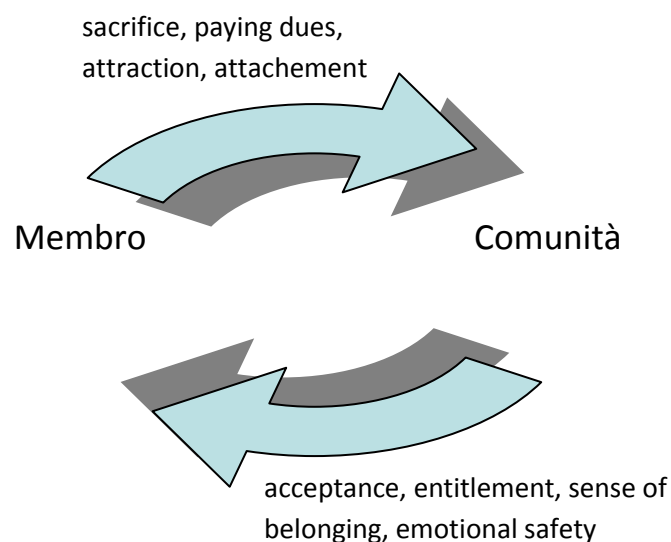 sacrifice, paying dues,
attraction, attachement
Membro
Comunità
acceptance, entitlement, sense of
belonging, emotional safety